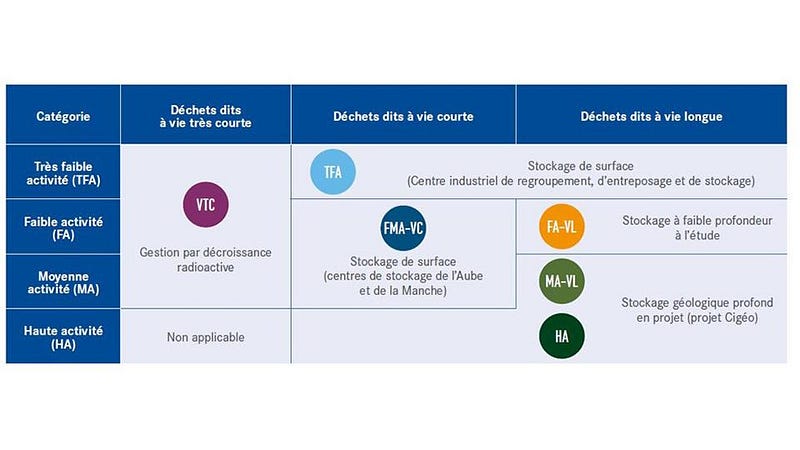 Catégorie
Déchets dits
à vie très courte
Déchets dits à vie courte
Déchets dits à vie longue
Très faible
activité (TFA)
VTC
Gestion par décroissance
radioactive
TFA
Stockage de surface
(Centre industriel de regroupement, d'entreposage et de stockage)
Faible activité
(FA)
FMA-VC
Stockage de surface
(centres de stockage de l'Aube
et de la Manche)
FA-VL
Stockage à faible profondeur
à l'étude
Moyenne
activité (MA)
MA-VL
Stockage géologique profond
en projet (projet Cigéo)
Haute activité
(HA)
Non applicable
HA